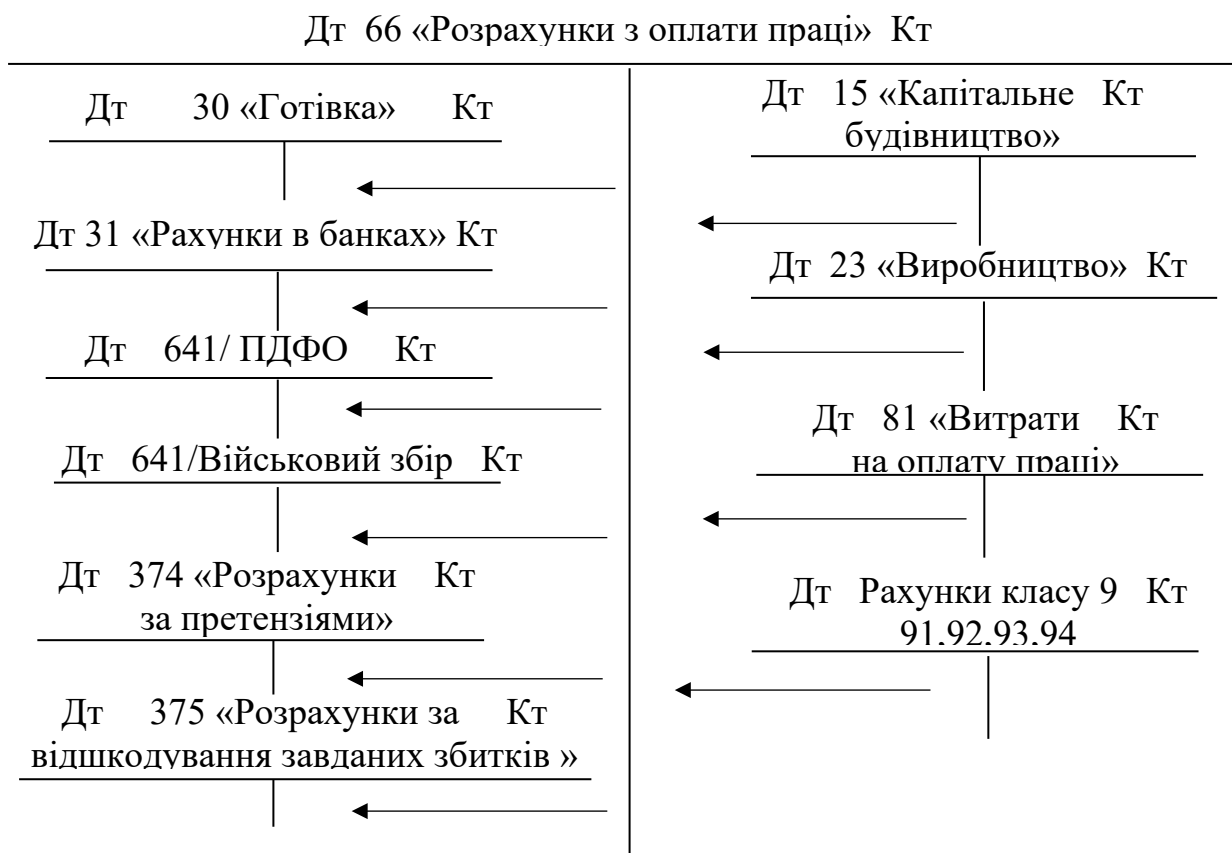 Дт 66 «Розрахунки з оплати праці» Кт
Дт 30 «Готівка» Кт
Дт 31 «Рахунки в банках» Кт
Дт 641/ ПДФО Кт
Дт 641/Військовий збір Кт
Дт 374 «Розрахунки Кт
за претензіями»
Дт 375 «Розрахунки за Кт
відшкодування завданих збитків »
Дт 15 «Капітальне Кт
будівництво»
Дт 23 «Виробництво» Кт
Дт 81 «Витрати Кт
на оплату праці»
Дт Рахунки класу 9 Кт
91,92,93,94